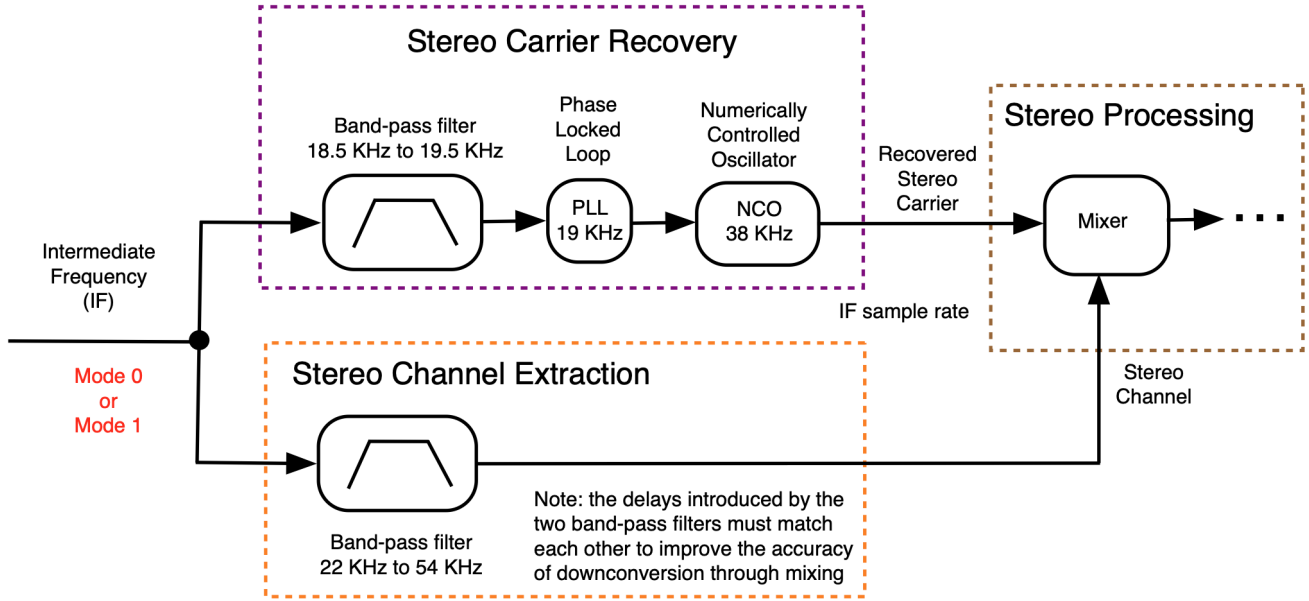 Stereo Carrier Recovery
Phase
Locked
Loop
Numerically
Controlled
Oscillator
Band-pass filter
18.5 KHz to 19.5 KHz
PLL
19 KHz
NCO
38 KHz
Recovered
Stereo
Carrier
Stereo Processing
Mixer
...
Intermediate
Frequency
(IF)
Mode 0
or
Mode 1
IF sample rate
Stereo Channel Extraction
Stereo
Channel
Band-pass filter
22 KHz to 54 KHz
Note: the delays introduced by the
two band-pass filters must match
each other to improve the accuracy
of downconversion through mixing